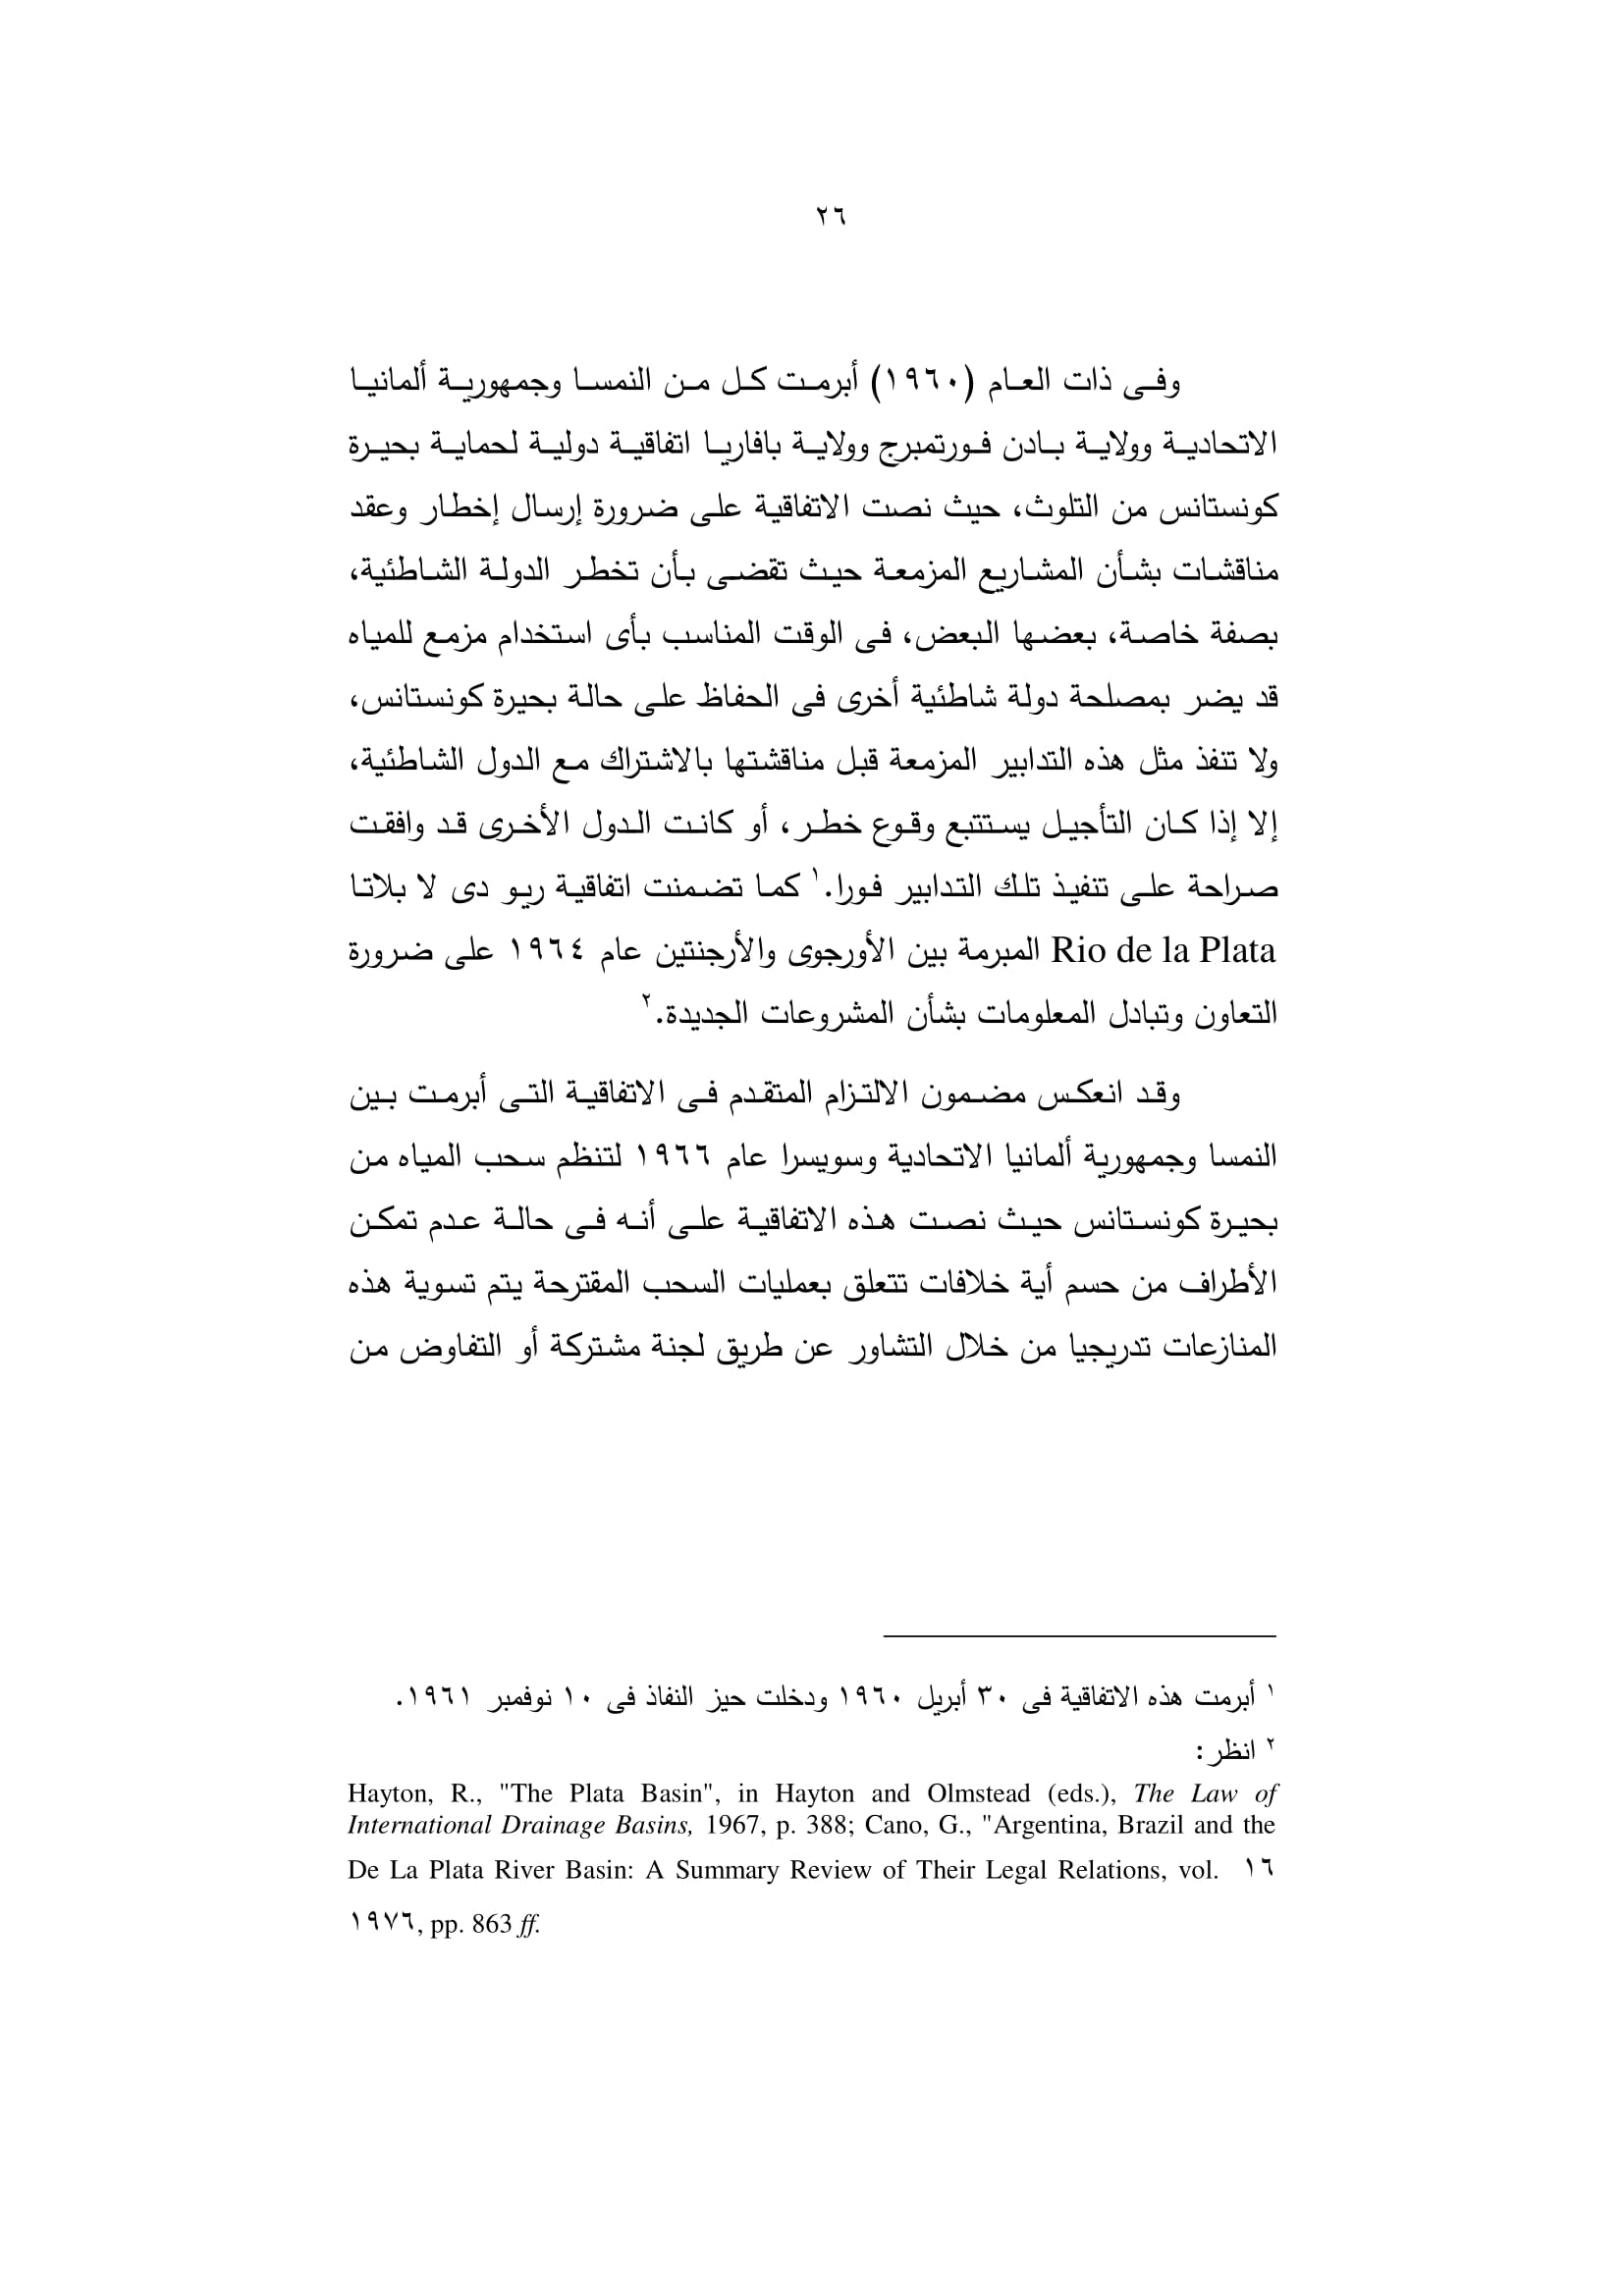 ٢٦
وفى ذات العام (١٩٦٠) أبرمت كل من النمسا وجمهورية ألمانيا
الاتحادية وولاية بادن فورتمبرج وولاية بافاريا اتفاقية دولية لحماية بحيرة
كونستانس من التلوث، حيث نصت الاتفاقية على ضرورة إرسال إخطار وعقد
مناقشات بشأن المشاريع المزمعة حيث تقضى بأن تخطر الدولة الشاطئية،
بصفة خاصة، بعضها البعض، فى الوقت المناسب بأى استخدام مزمع للمياه
قد يضر بمصلحة دولة شاطئية أخرى فى الحفاظ على حالة بحيرة كونستانس،
ولا تنفذ مثل هذه التدابير المزمعة قبل مناقشتها بالاشتراك مع الدول الشاطئية،
إلا إذا كان التأجيل يستتبع وقوع خطر، أو كانت الدول الأخرى قد وافقت
صراحة على تنفيذ تلك التدابير فورا.١ كما تضمنت اتفاقية ريو دى لا بلاتا
Rio de la Plata المبرمة بين الأورجوى والأرجنتين عام ١٩٦٤ على ضرورة
التعاون وتبادل المعلومات بشأن المشروعات الجديدة.٢
وقد انعكس مضمون الالتزام المتقدم فى الاتفاقية التى أبرمت بين
النمسا وجمهورية ألمانيا الاتحادية وسويسرا عام ١٩٦٦ لتنظم سحب المياه من
بحيرة كونستانس حيث نصت هذه الاتفاقية على أنه فى حالة عدم تمكن
الأطراف من حسم أية خلافات تتعلق بعمليات السحب المقترحة يتم تسوية هذه
المنازعات تدريجيا من خلال التشاور عن طريق لجنة مشتركة أو التفاوض من
١ أبرمت هذه الاتفاقية فى ٣٠ أبريل ١٩٦٠ ودخلت حيز النفاذ فى ١٠ نوفمبر ١٩٦١.
٢ انظر:
Hayton, R., "The Plata Basin", in Hayton and Olmstead (eds.), The Law of
International Drainage Basins, 1967, p. 388; Cano, G., "Argentina, Brazil and the
De La Plata River Basin: A Summary Review of Their Legal Relations, vol. ١٦
١٩٧٦, pp. 863 ff.